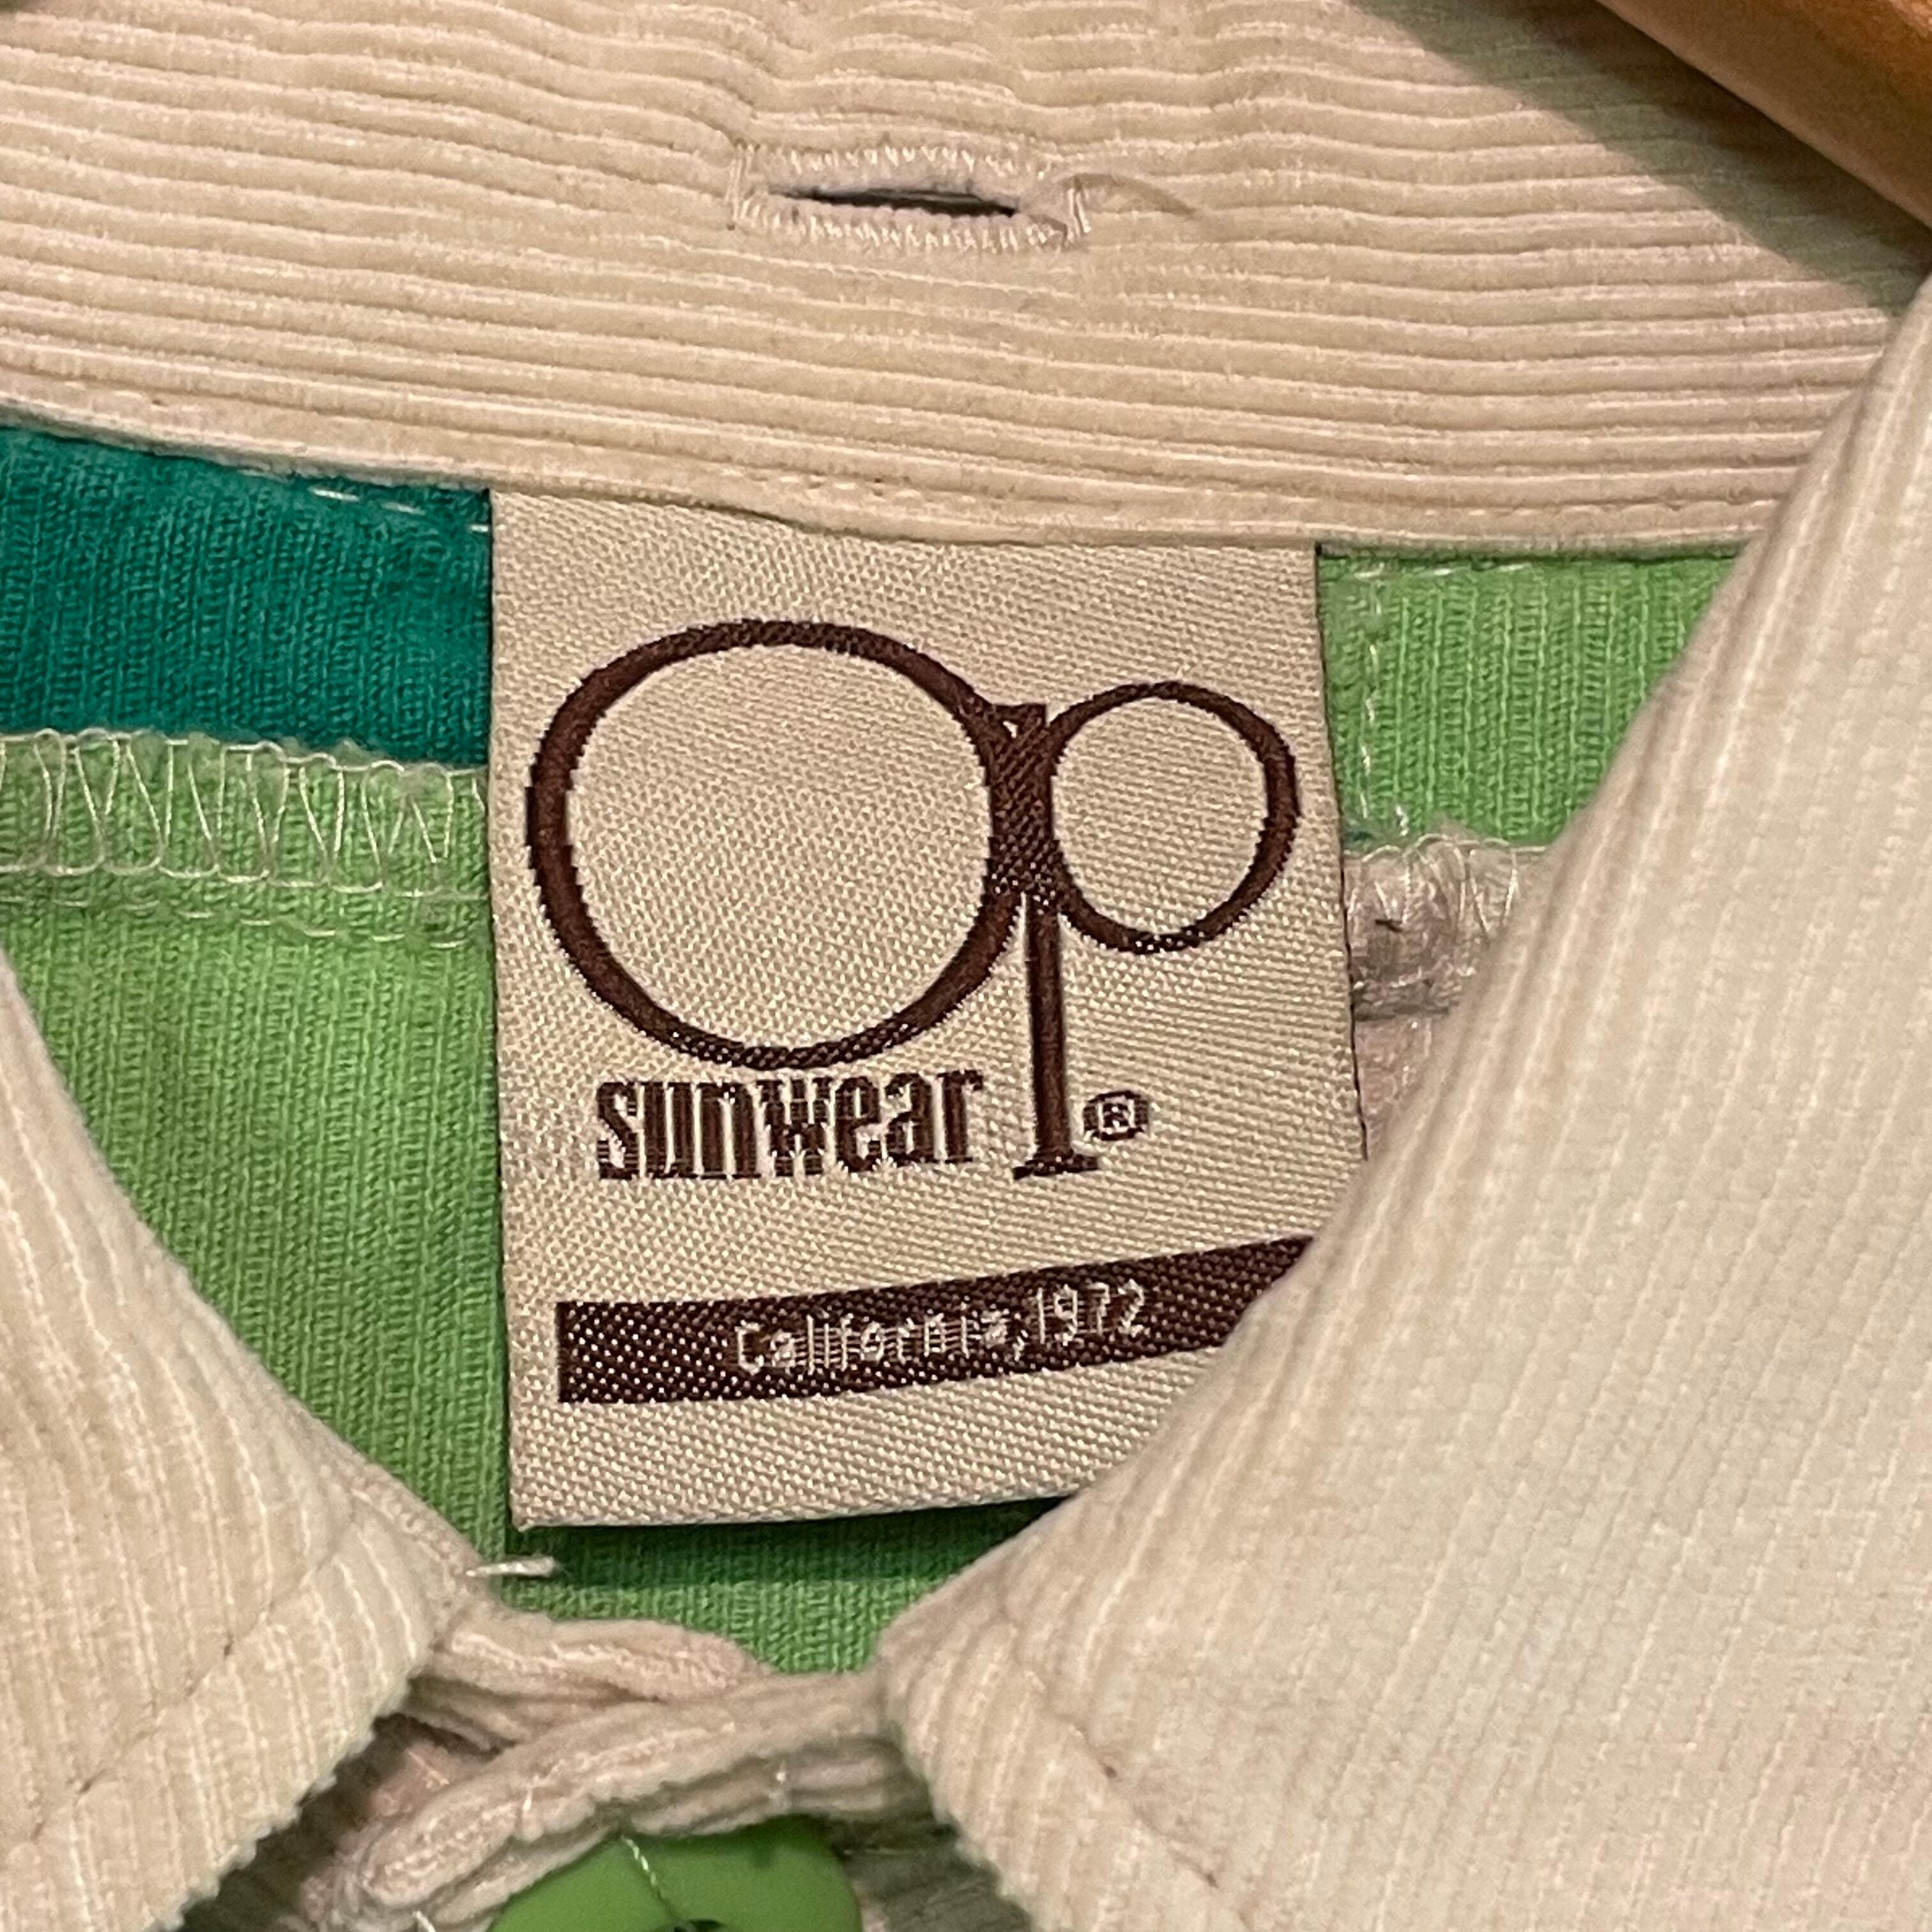 op
sunwear ®
California, 1972